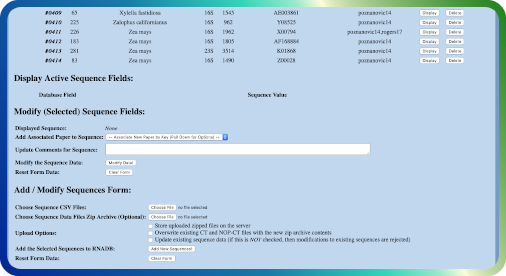 #0409 65 Xylella fastidiosa 16S 1545 AE003861 poznanovic14 Display Delete
#0410 225 Zalophus californianus 16S 962 Y08525 poznanovic14 Display Delete
#0411 226 Zea mays 16S 1962 X00794 poznanovic14,rogers17 Display Delete
#0412 183 Zea mays 18S 1805 AF168884 poznanovic14 Display Delete
#0413 281 Zea mays 23S 3514 K01868 poznanovic14 Display Delete
#0414 83 Zea mays 16S 1490 Z00028 poznanovic14 Display Delete
Display Active Sequence Fields:
Database Field Sequence Value
Modify (Selected) Sequence Fields:
Displayed Sequence: None
Add Associated Paper to Sequence: -- Associate New Paper by Key (Pull Down for Options) --
Update Comments for Sequence:
Modify the Sequence Data: Modify Data!
Reset Form Data: Clear Form
Add / Modify Sequences Form:
Choose Sequence CSV Files: Choose File no file selected
Choose Sequence Data Files Zip Archive (Optional): Choose File no file selected
Store uploaded zipped files on the server
Upload Options: Overwrite existing CT and NOP-CT files with the new zip archive contents
Update existing sequence data (if this is NOT checked, then modifications to existing sequences are rejected)
Add the Selected Sequences to RNADB: Add New Sequences!
Reset Form Data: Clear Form